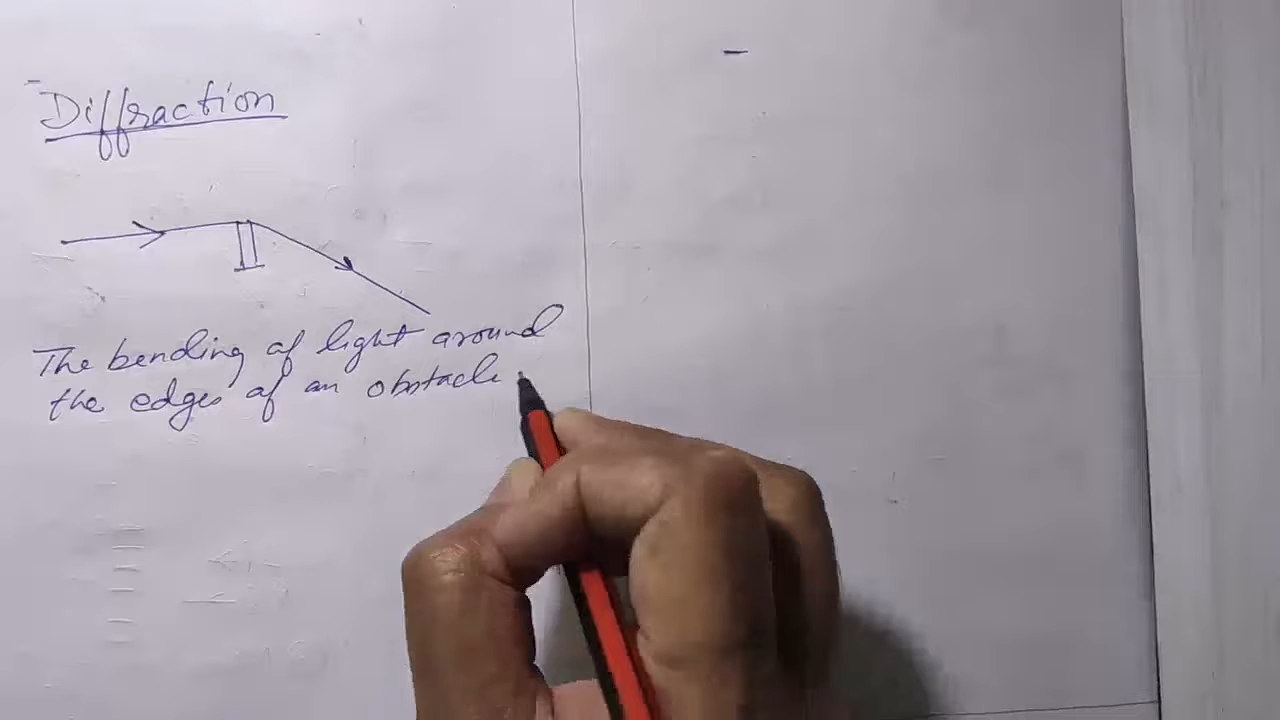 Diffraction
The bending of light around
the edges of an obstacle